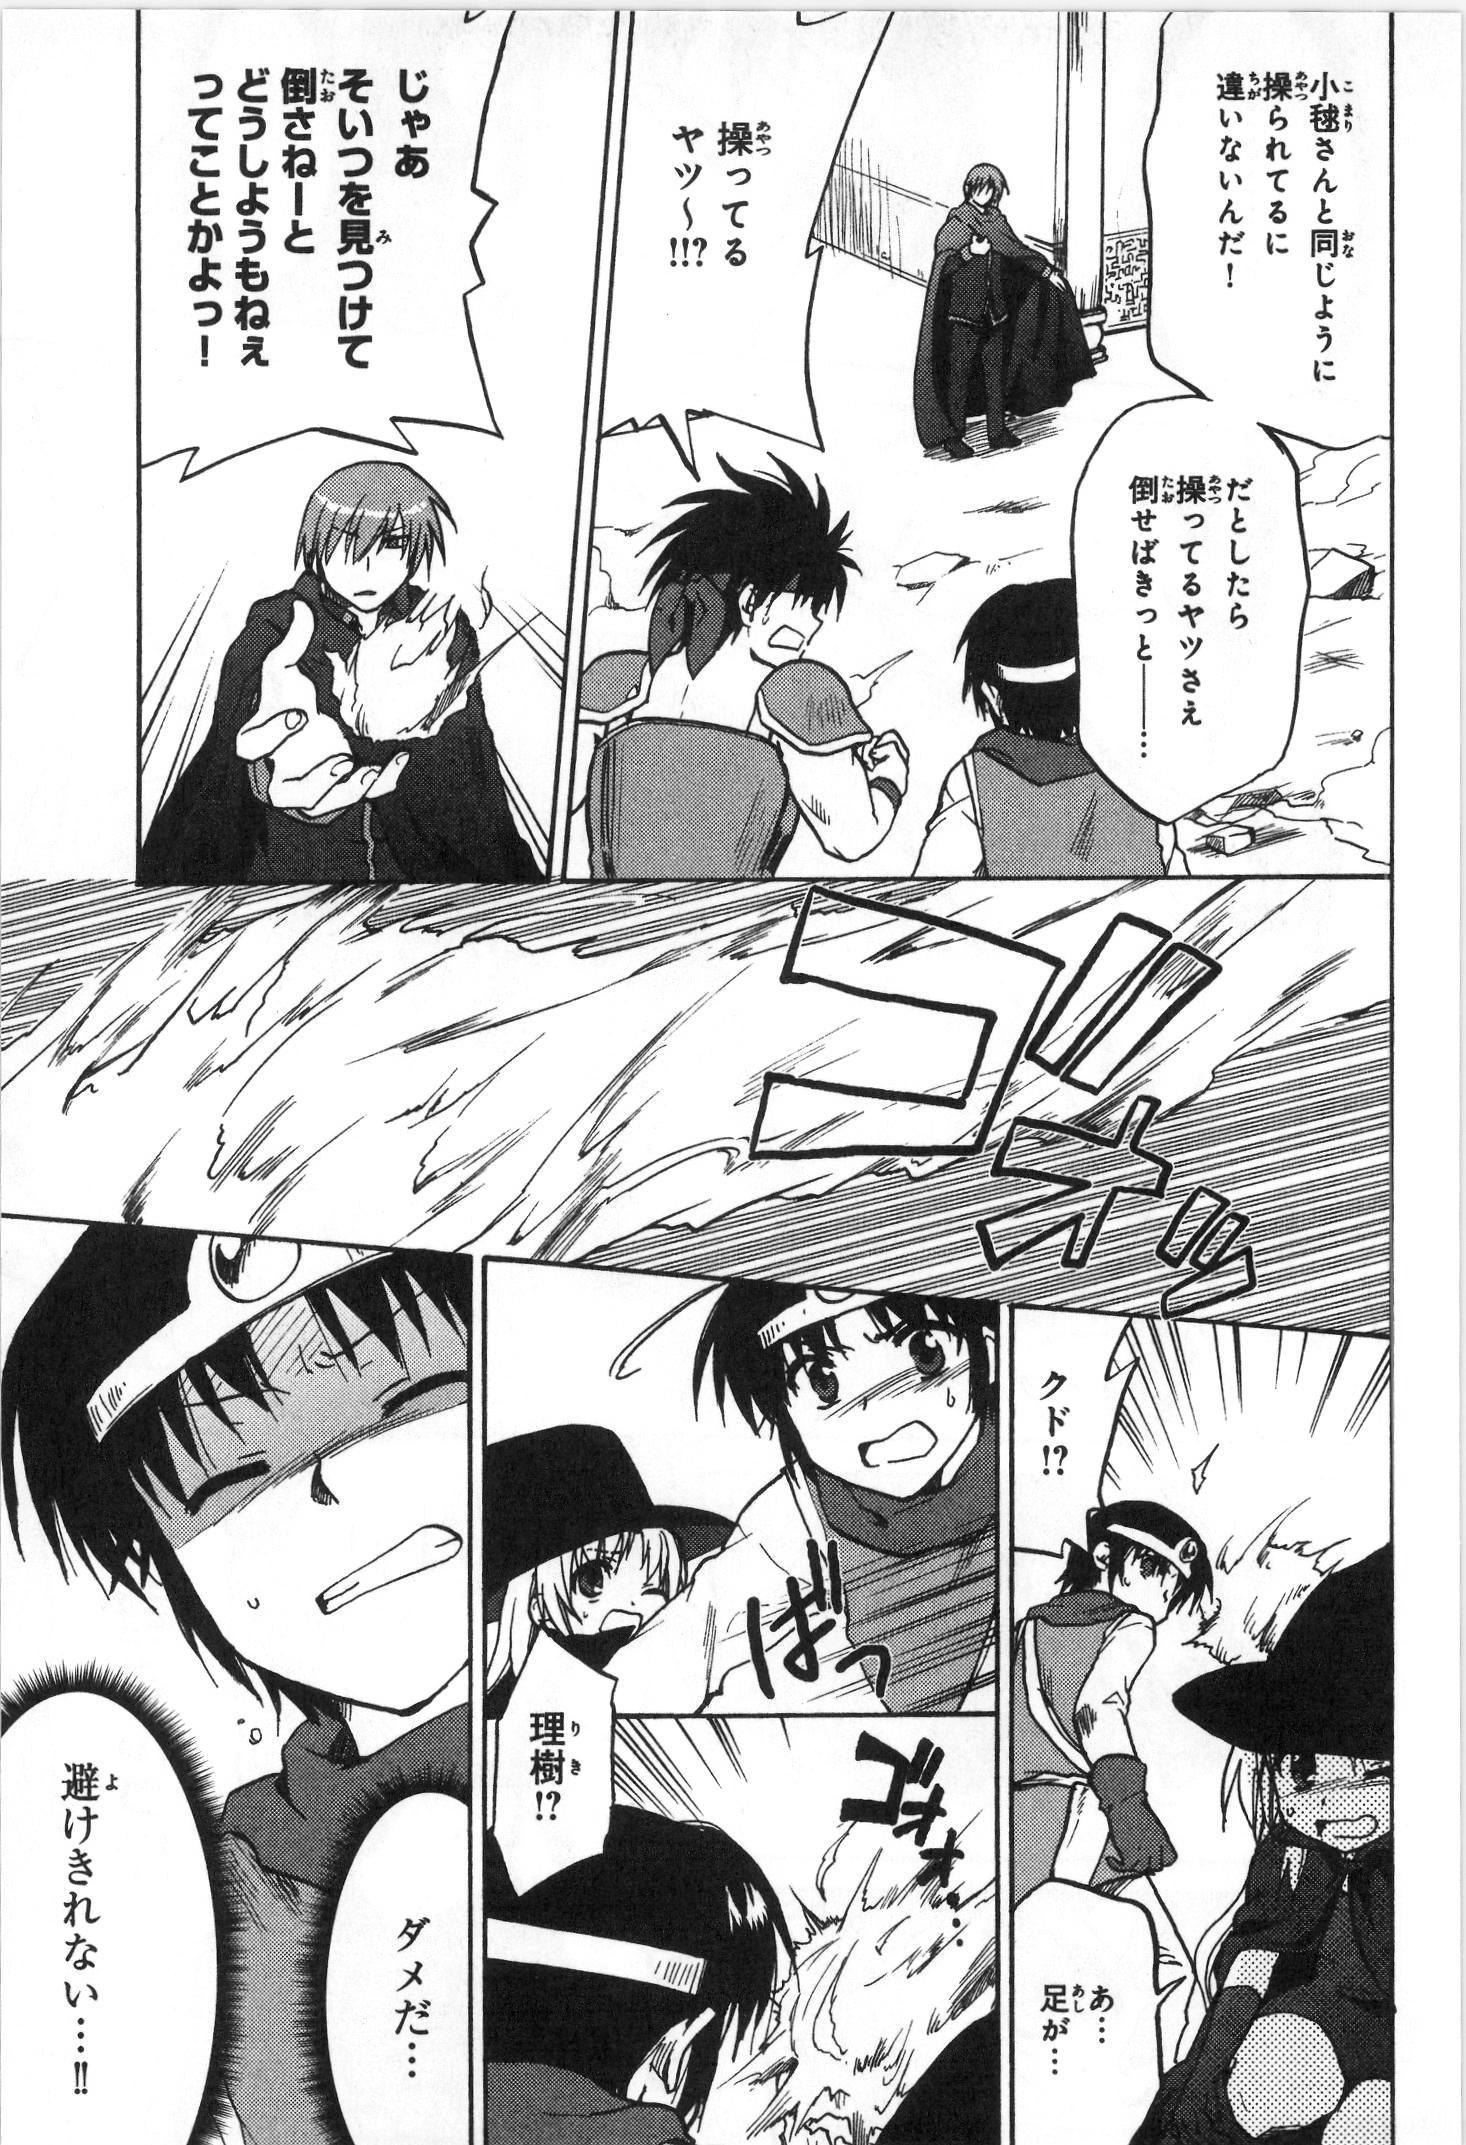 小毬さんと同じように
操られてるに
違いないんだ！
だとしたら
操ってるヤツさえ
倒せばきっと―――…
操ってる
ヤツ～!!?
じゃあ
そいつを見つけて
倒さねーと
どうしようもねぇ
ってことかよっ！
ゴォッ
クド!?
あ…
足が…
ばっ
理樹!?
ゴォォォ…
ダメだ…
避けきれない…!!